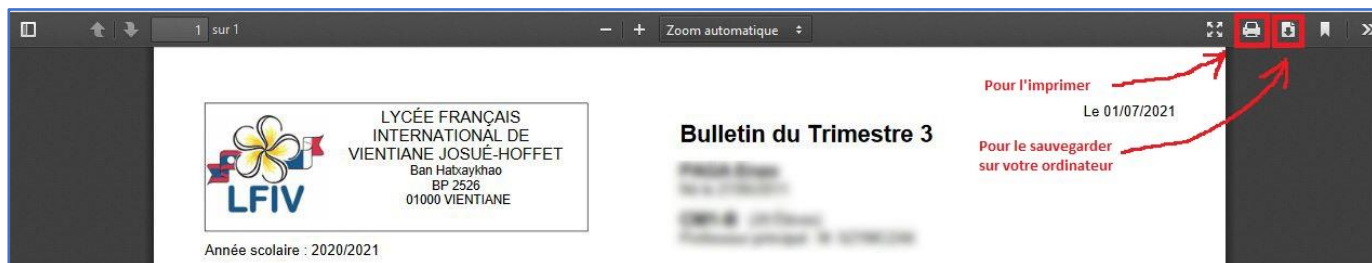 1 sur 1
Zoom automatique
Pour l'imprimer
Le 01/07/2021
LYCÉE FRANÇAIS
INTERNATIONAL DE
VIENTIANE JOSUÉ-HOFFET
Ban Hatxaykhao
BP 2526
01000 VIENTIANE
LFIV
Bulletin du Trimestre 3
Pour le sauvegarder
sur votre ordinateur
Année scolaire : 2020/2021